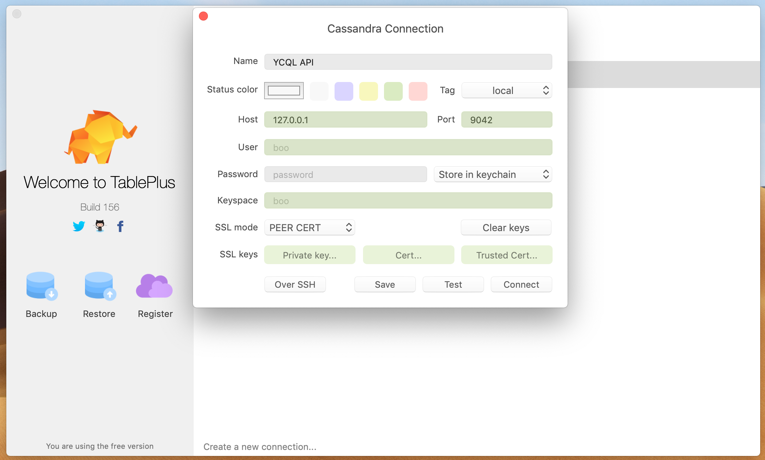 Cassandra Connection
Name YCQL API
Status color Tag local
Host 127.0.0.1 Port 9042
User boo
Password password Store in keychain
Keyspace boo
SSL mode PEER CERT Clear keys
SSL keys Private key... Cert... Trusted Cert...
Over SSH Save Test Connect
Welcome to TablePlus
Build 156
Backup Restore Register
You are using the free version
Create a new connection...